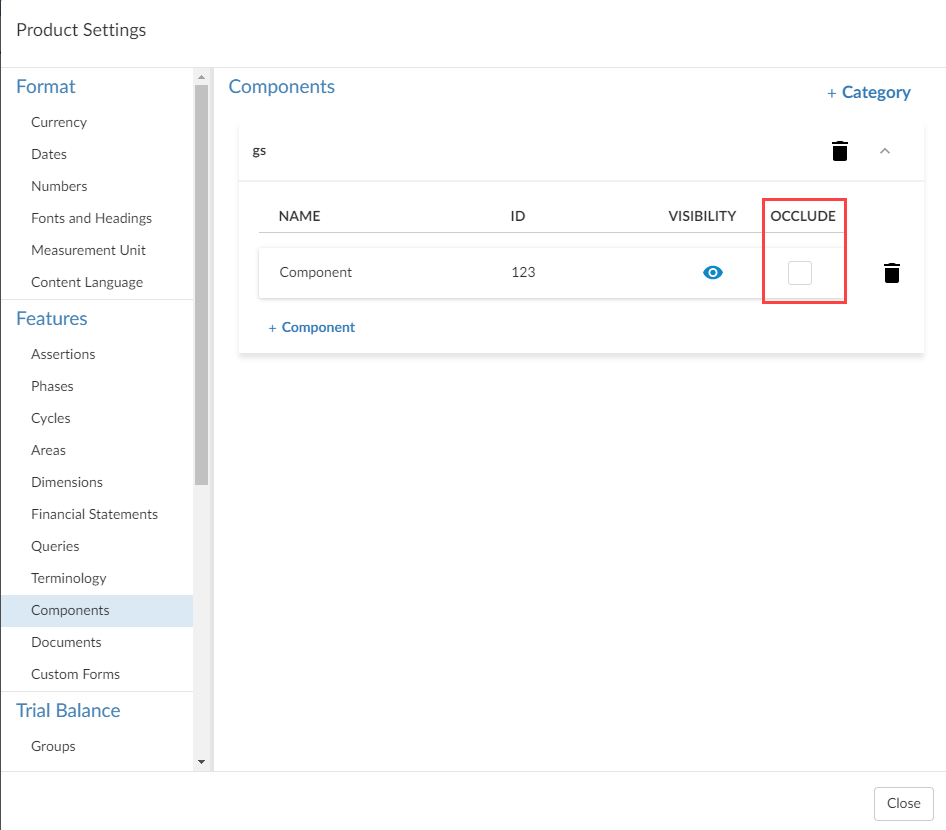 Product Settings
Format
Currency
Dates
Numbers
Fonts and Headings
Measurement Unit
Content Language
Features
Assertions
Phases
Cycles
Areas
Dimensions
Financial Statements
Queries
Terminology
Components
Documents
Custom Forms
Trial Balance
Groups
Components
+ Category
gs
NAME ID VISIBILITY OCCLUDE
Component 123
+ Component
Close